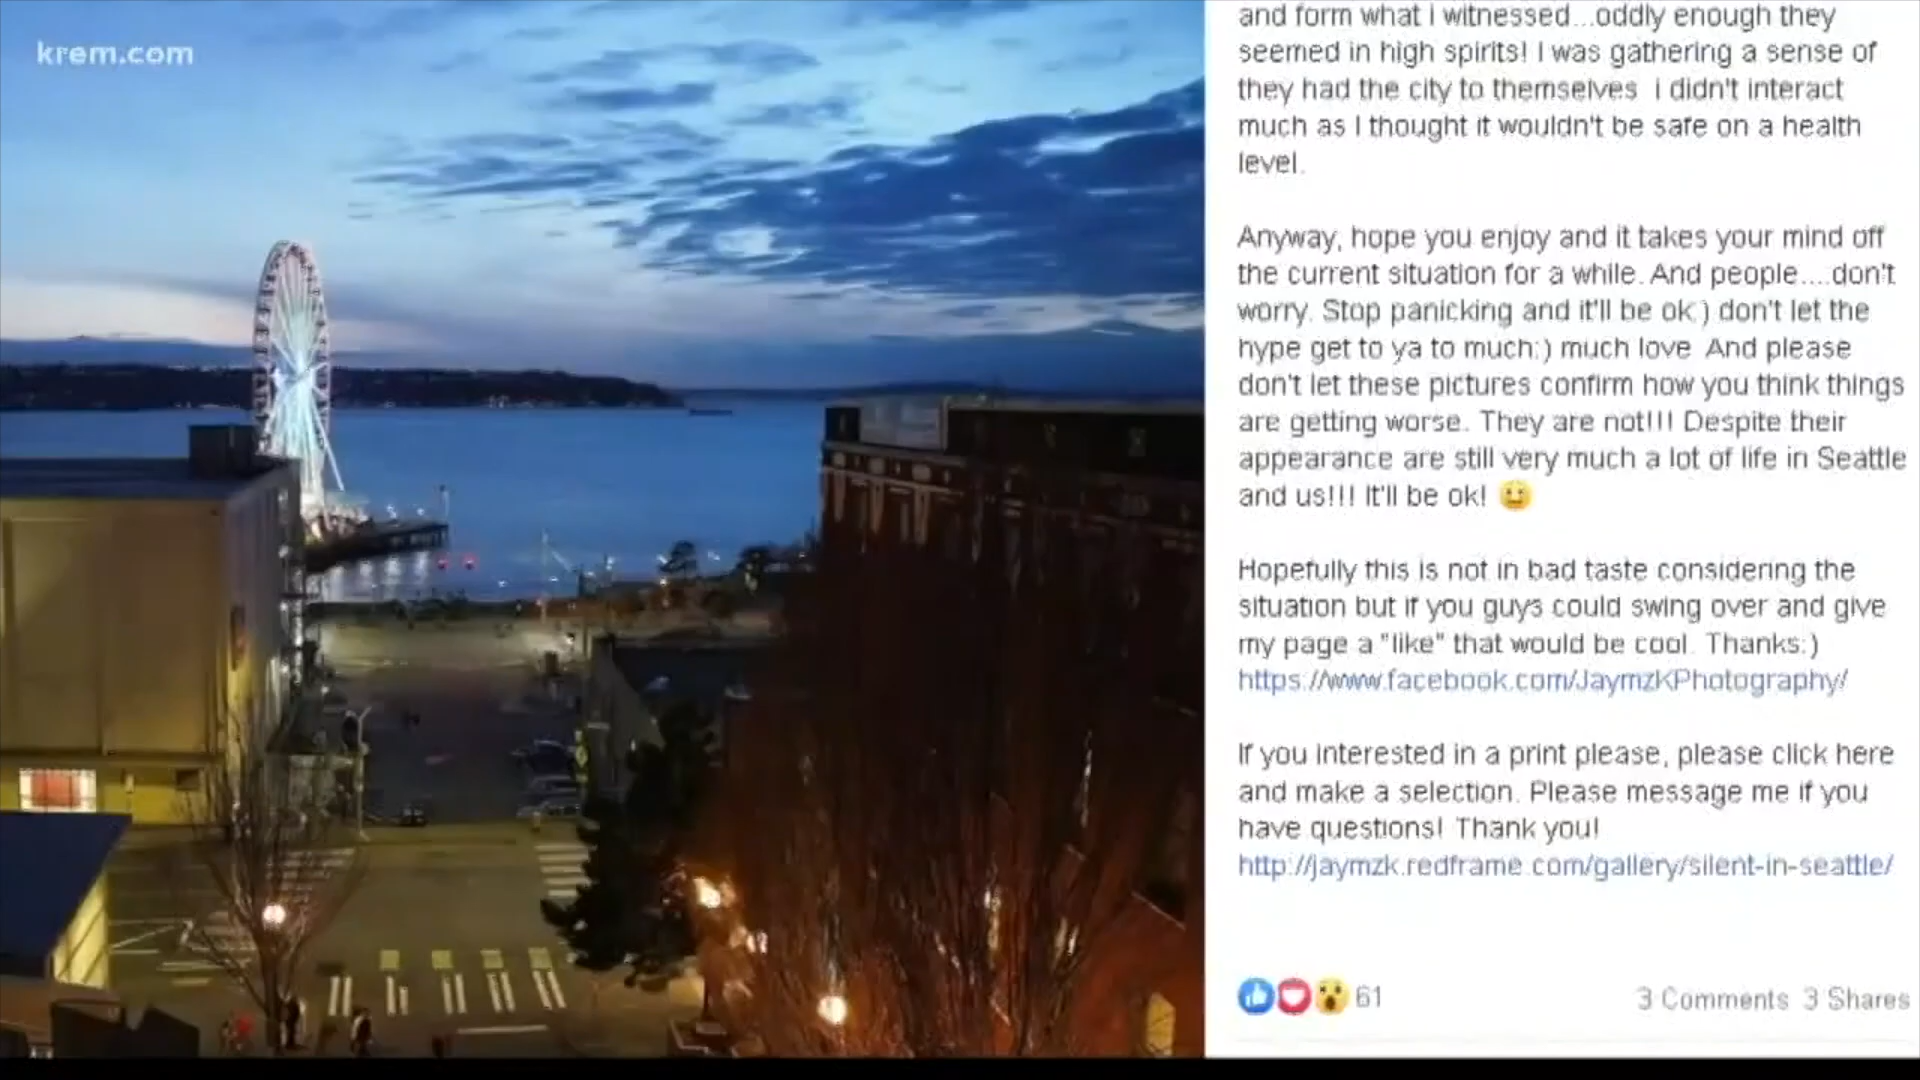 krem.com
and form what I witnessed...oddly enough they
seemed in high spirits! I was gathering a sense of
they had the city to themselves I didn't interact
much as I thought it wouldn't be safe on a health
level.
Anyway, hope you enjoy and it takes your mind off
the current situation for a while. And people....don't
worry. Stop panicking and it'll be ok:) don't let the
hype get to ya to much:) much love And please
don't let these pictures confirm how you think things
are getting worse. They are not!!! Despite their
appearance are still very much a lot of life in Seattle
and us!!! It'll be ok!
Hopefully this is not in bad taste considering the
situation but if you guys could swing over and give
my page a "like" that would be cool. Thanks:)
https://www.facebook.com/JaymzKPhotography/
If you interested in a print please, please click here
and make a selection. Please message me if you
have questions! Thank you!
http://jaymzk.redframe.com/gallery/silent-in-seattle/
61
3 Comments 3 Shares